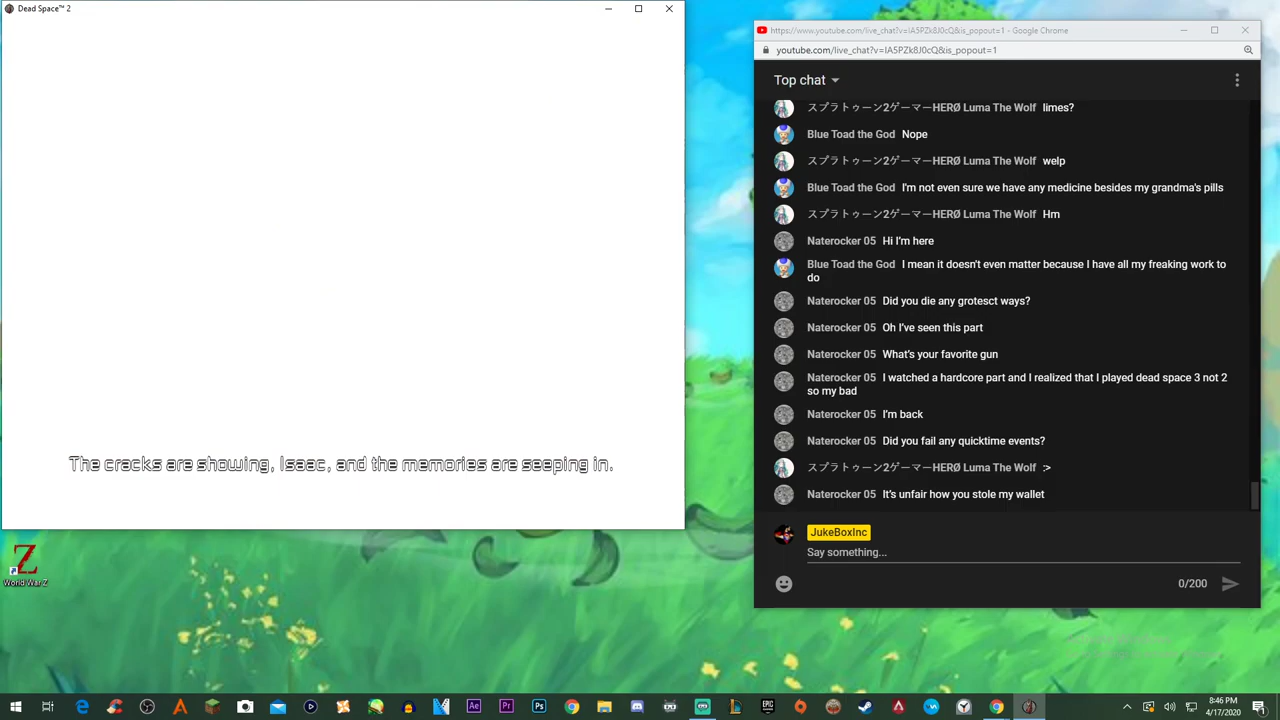 Dead Space™ 2
The cracks are showing, Isaac, and the memories are seeping in.
World War Z
https://www.youtube.com/live_chat?v=IA5PZk8J0cQ&is_popout=1 - Google Chrome
youtube.com/live_chat?v=IA5PZk8J0cQ&is_popout=1
Top chat
スプラトゥーン2ゲーマーHERØ Luma The Wolf limes?
Blue Toad the God Nope
スプラトゥーン2ゲーマーHERØ Luma The Wolf welp
Blue Toad the God I'm not even sure we have any medicine besides my grandma's pills
スプラトゥーン2ゲーマーHERØ Luma The Wolf Hm
Naterocker 05 Hi I'm here
Blue Toad the God I mean it doesn't even matter because I have all my freaking work to
do
Naterocker 05 Did you die any grotesct ways?
Naterocker 05 Oh I've seen this part
Naterocker 05 What's your favorite gun
Naterocker 05 I watched a hardcore part and I realized that I played dead space 3 not 2
so my bad
Naterocker 05 I'm back
Naterocker 05 Did you fail any quicktime events?
スプラトゥーン2ゲーマーHERØ Luma The Wolf :>
Naterocker 05 It's unfair how you stole my wallet
JukeBoxInc
Say something...
0/200
Ae Pr Ps
EPIC
8:46 PM
4/17/2020